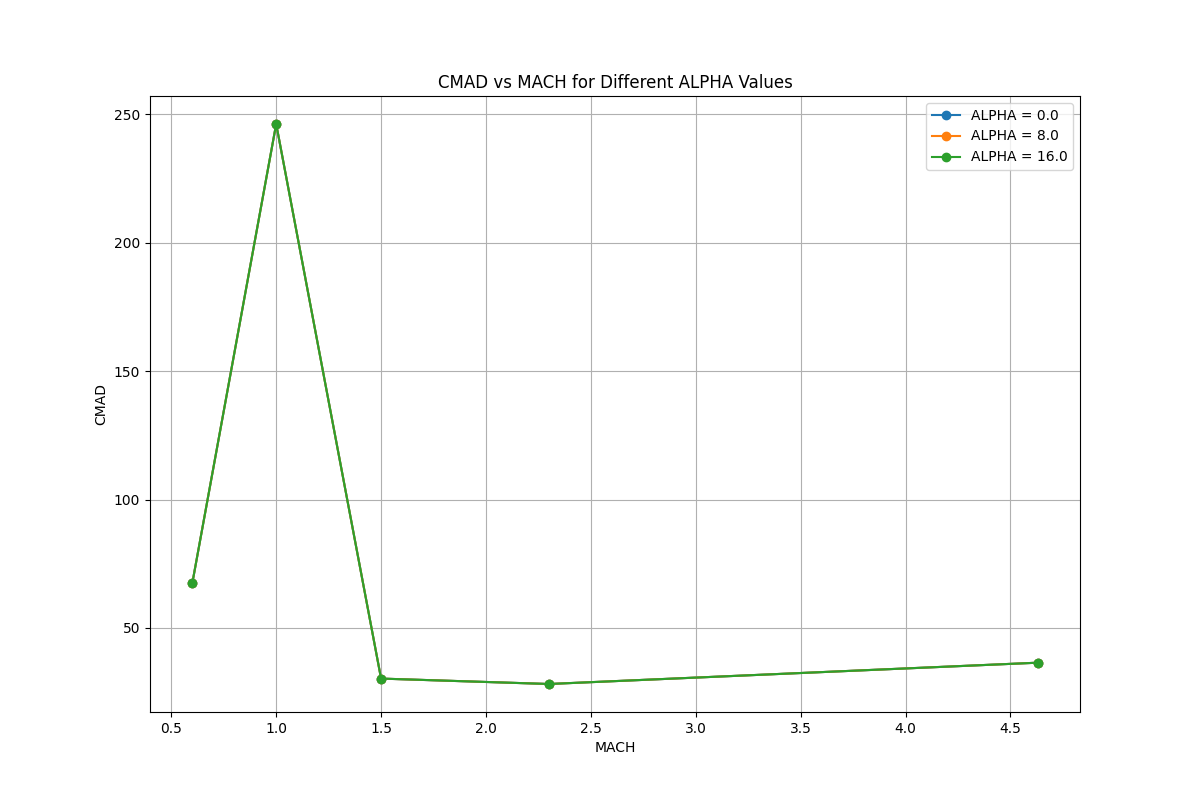 CMAD vs MACH for Different ALPHA Values
ALPHA = 0.0
ALPHA = 8.0
ALPHA = 16.0
250
200
150
100
50
CMAD
0.5 1.0 1.5 2.0 2.5 3.0 3.5 4.0 4.5
MACH